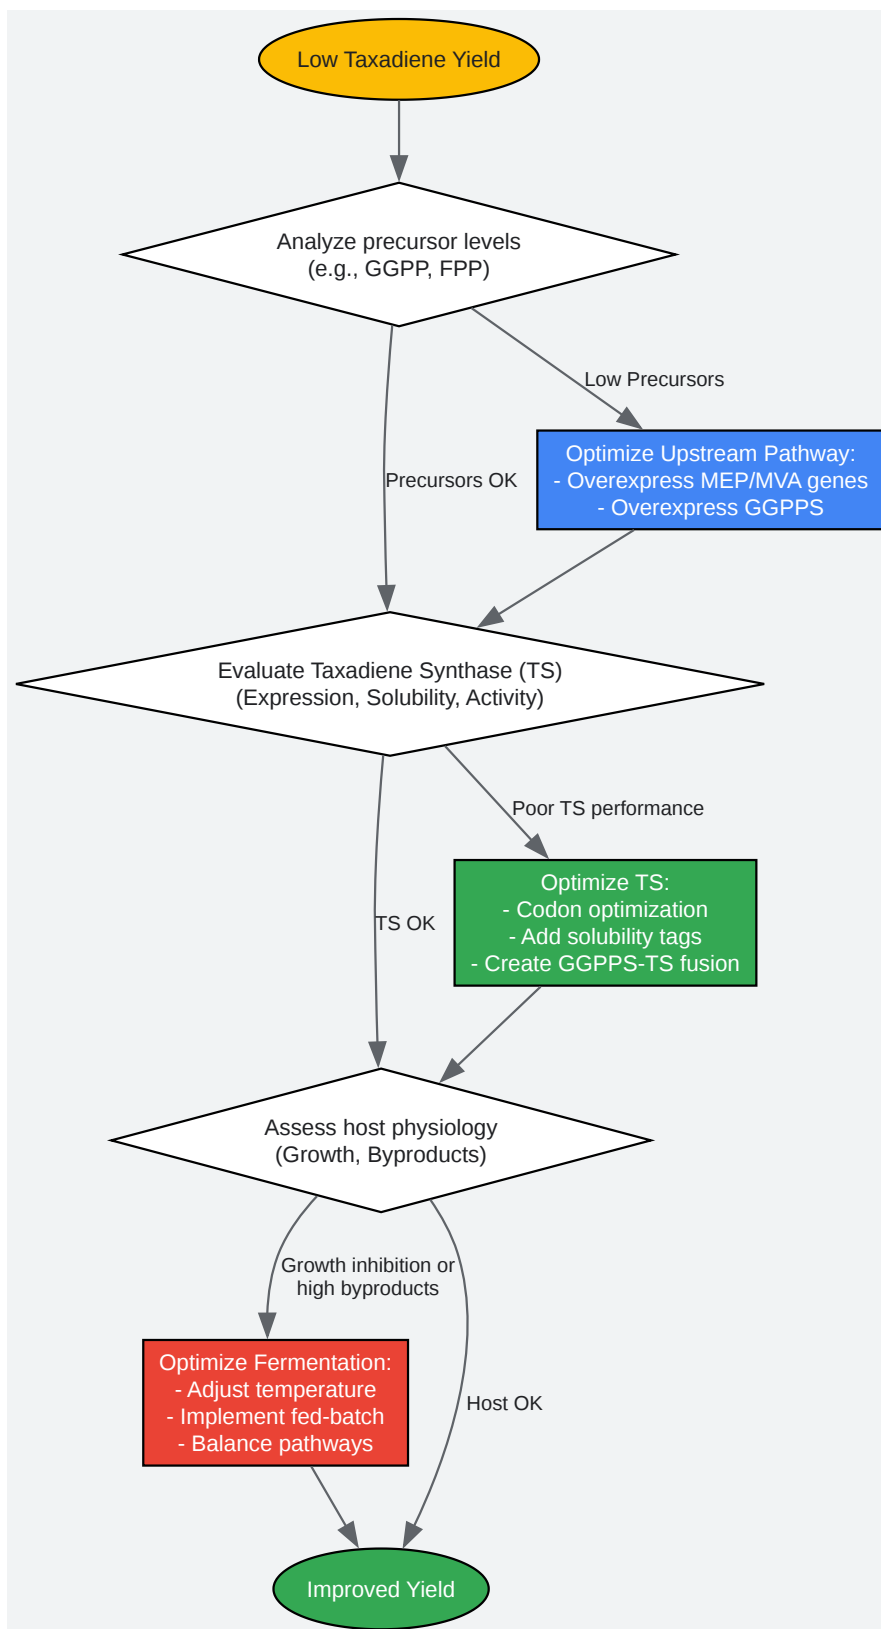 Low Taxadiene Yield
Analyze precursor levels
(e.g., GGPP, FPP)
Low Precursors
Optimize Upstream Pathway:
- Overexpress MEP/MVA genes
- Overexpress GGPPS
Precursors OK
Evaluate Taxadiene Synthase (TS)
(Expression, Solubility, Activity)
Poor TS performance
Optimize TS:
- Codon optimization
- Add solubility tags
- Create GGPPS-TS fusion
TS OK
Assess host physiology
(Growth, Byproducts)
Growth inhibition or
high byproducts
Optimize Fermentation:
- Adjust temperature
- Implement fed-batch
- Balance pathways
Host OK
Improved Yield